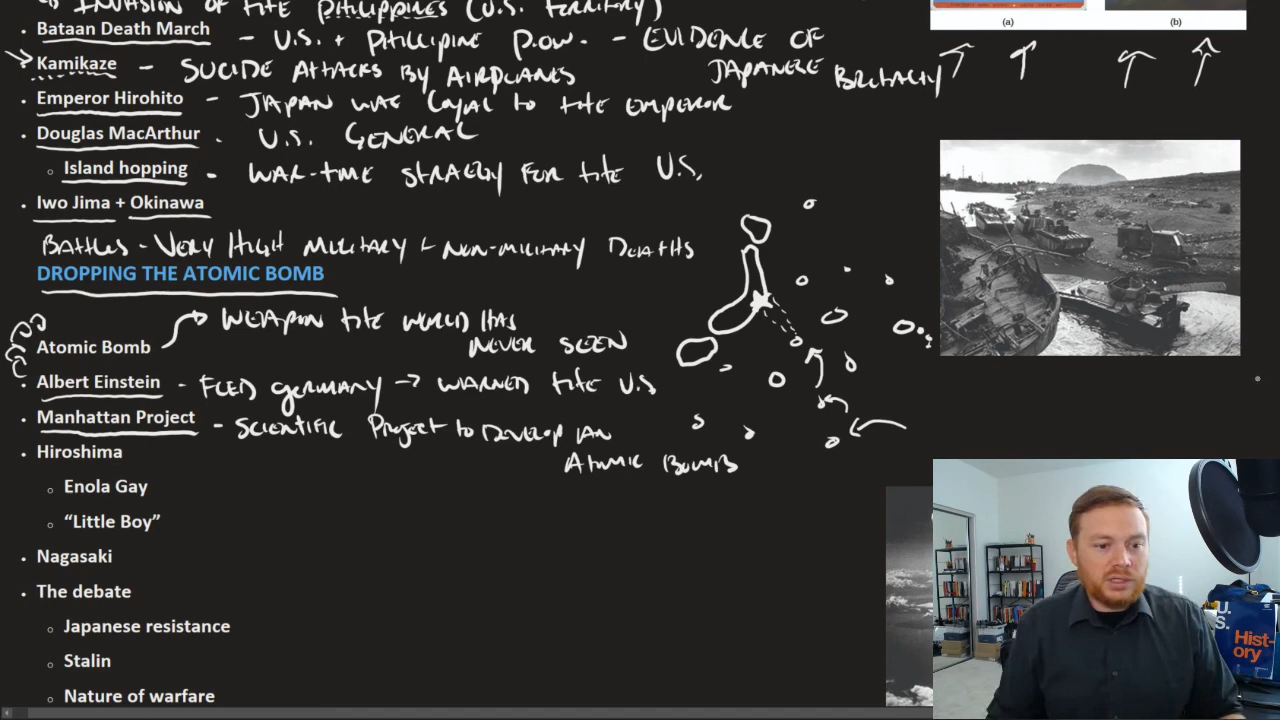 INVASION OF THE PHILIPPINES (U.S. TERRITORY)
(a) (b)
• Bataan Death March - U.S. + PHILLIPINE P.O.W. - EVIDENCE OF JAPANESE BRUTALITY
Kamikaze - SUCIDE ATTACKS BY AIRPLANES
• Emperor Hirohito - JAPAN WAS LOYAL TO THE EMPEROR
• Douglas MacArthur - U.S. GENERAL
○ Island hopping - WAR-TIME STRATEGY FOR THE U.S.
• Iwo Jima + Okinawa
BATTLES - VERY HIGH MILITARY + NON-MILITARY DEATHS
DROPPING THE ATOMIC BOMB
Atomic Bomb → WEAPON THE WORLD HAS
NEVER SEEN
• Albert Einstein - FLED GERMANY → WARNED THE U.S
• Manhattan Project - SCIENTIFIC PROJECT TO DEVELOP AN
ATOMIC BOMB
• Hiroshima
○ Enola Gay
○ “Little Boy”
• Nagasaki
• The debate
○ Japanese resistance
○ Stalin
○ Nature of warfare
U.
S.
Hist-
ory